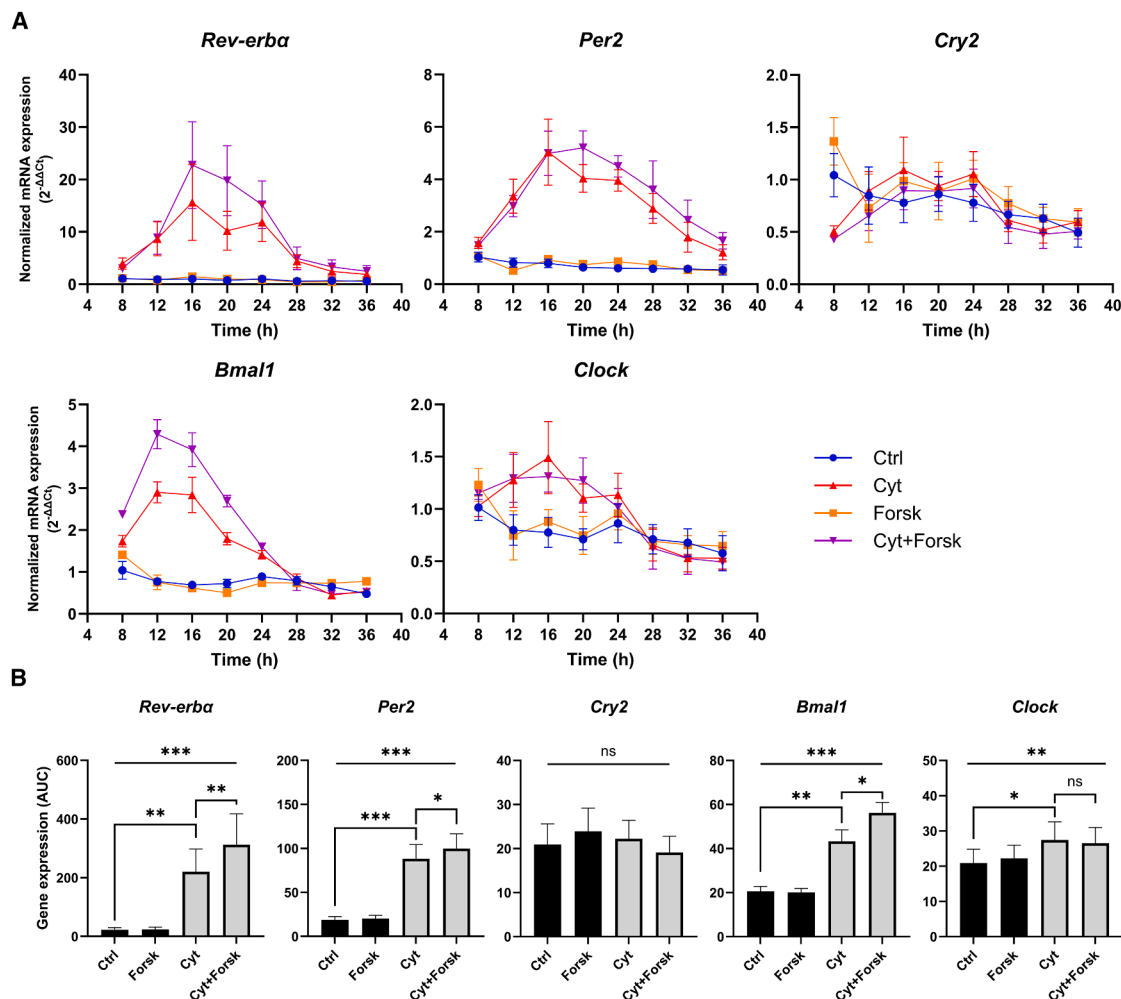 A
Rev-erbα
Per2
Cry2
Normalized mRNA expression
(2^-ΔΔCt)
40
30
20
10
0
4 8 12 16 20 24 28 32 36 40
Time (h)
8
6
4
2
0
4 8 12 16 20 24 28 32 36 40
Time (h)
2.0
1.5
1.0
0.5
0.0
4 8 12 16 20 24 28 32 36 40
Time (h)
Bmal1
Clock
Normalized mRNA expression
(2^-ΔΔCt)
5
4
3
2
1
0
4 8 12 16 20 24 28 32 36 40
Time (h)
2.0
1.5
1.0
0.5
0.0
4 8 12 16 20 24 28 32 36 40
Time (h)
Ctrl
Cyt
Forsk
Cyt+Forsk
B
Rev-erbα
Per2
Cry2
Bmal1
Clock
Gene expression (AUC)
600
400
200
0
***
**
**
Ctrl Forsk Cyt Cyt+Forsk
200
150
100
50
0
***
*
***
Ctrl Forsk Cyt Cyt+Forsk
40
30
20
10
0
ns
Ctrl Forsk Cyt Cyt+Forsk
80
60
40
20
0
***
*
**
Ctrl Forsk Cyt Cyt+Forsk
50
40
30
20
10
0
**
ns
*
Ctrl Forsk Cyt Cyt+Forsk